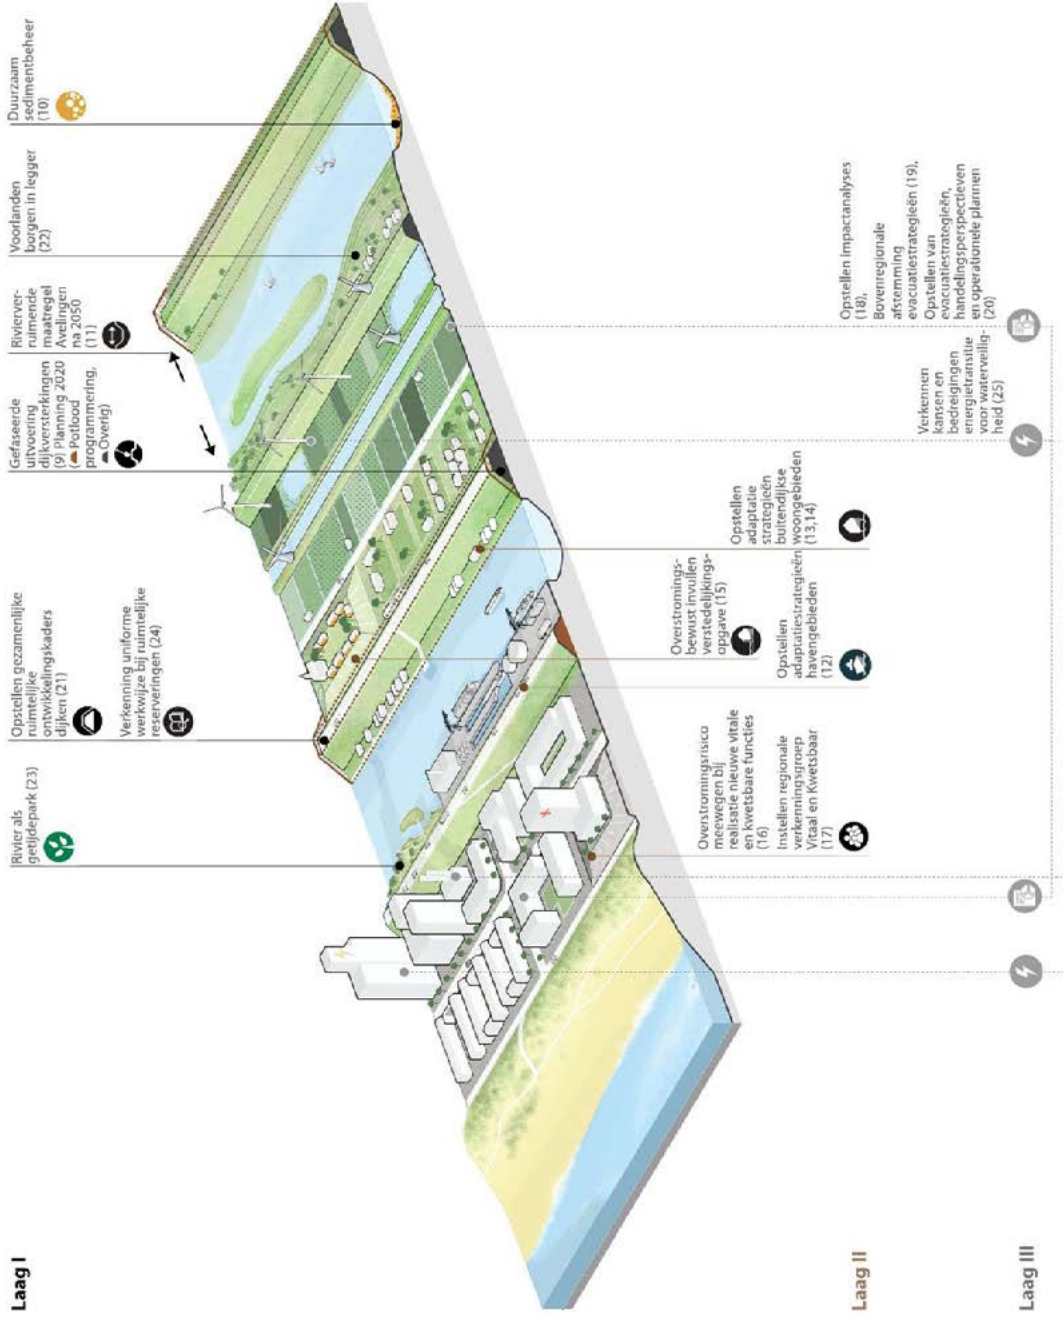 Laag I
Rivier als
getijdepark (23)
Opstellen gezamenlijke
ruimtelijke
ontwikkelingskaders
dijken (21)
Verkenning uniforme
werkwijze bij ruimtelijke
reserveringen (24)
Gefaseerde
uitvoering
dijkversterkingen
(9) Planning 2020
(Potlood
programmering,
Overig)
Rivierver-
ruimende
maatregel
Avelingen
na 2050
(11)
Voorlanden
borgen in legger
(22)
Duurzaam
sedimentbeheer
(10)
Laag II
Overstromingsrisico
meewegen bij
realisatie nieuwe vitale
en kwetsbare functies
(16)
Instellen regionale
verkenningsgroep
Vitaal en Kwetsbaar
(17)
Overstromings-
bewust invullen
verstedelijkings-
opgave (15)
Opstellen
adaptatiestrategieën
havengebieden
(12)
Opstellen
adaptatie
strategieën
buitendijkse
woongebieden
(13,14)
Laag III
Verkennen
kansen en
bedreigingen
energietransitie
voor waterveilig-
heid (25)
Opstellen impactanalyses
(18),
Bovenregionale
afstemming
evacuatiestrategieën (19),
Opstellen van
evacuatiestrategieën,
handelingsperspectieven
en operationele plannen
(20)